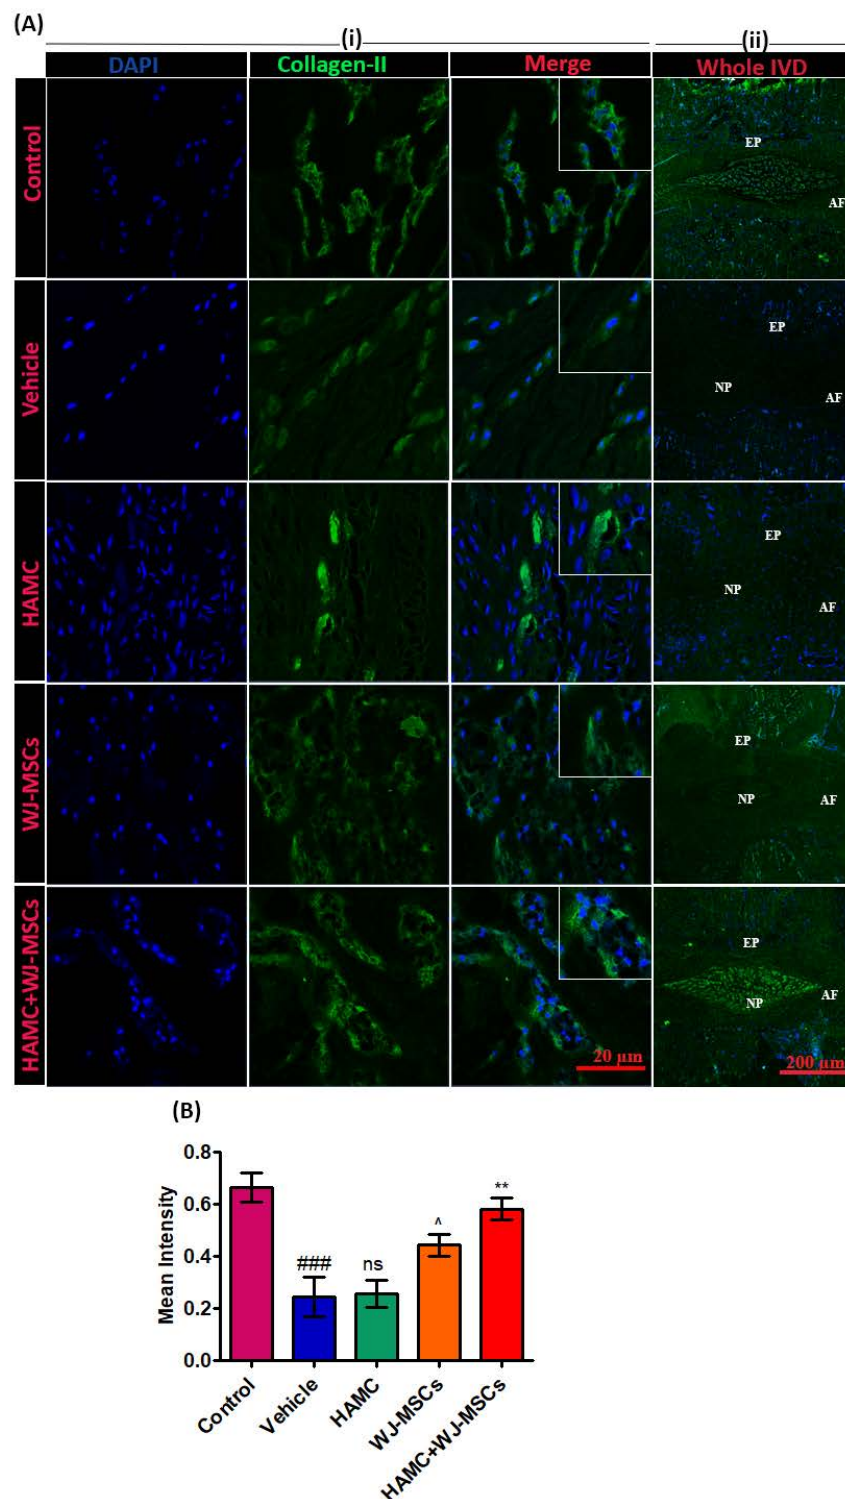 (A)
(i)
(ii)
DAPI
Collagen-II
Merge
Whole IVD
Control
EP
AF
Vehicle
EP
NP
AF
HAMC
EP
NP
AF
WJ-MSCs
EP
NP
AF
HAMC+WJ-MSCs
EP
NP
AF
20 µm
200 µm
(B)
Mean Intensity
0.8
0.6
0.4
0.2
0.0
###
ns
^
**
Control
Vehicle
HAMC
WJ-MSCs
HAMC+WJ-MSCs